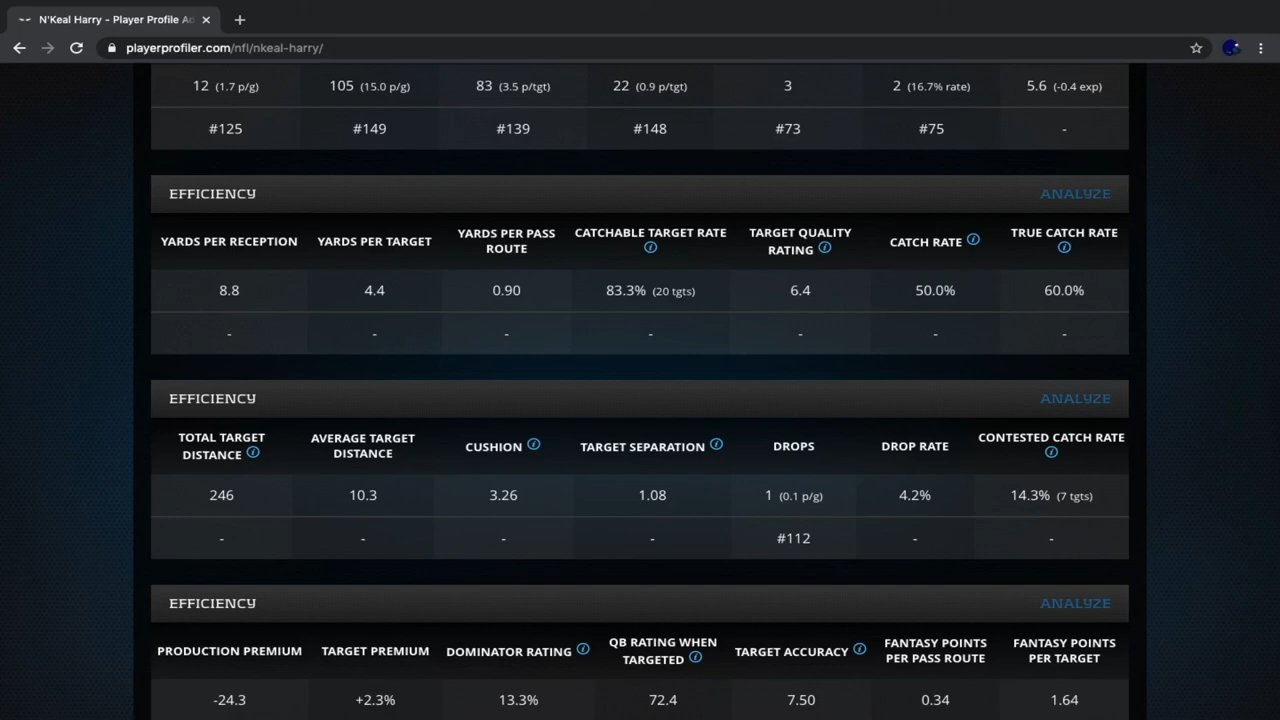 N'Keal Harry - Player Profile Ad
playerprofiler.com/nfl/nkeal-harry/
12 (1.7 p/g) 105 (15.0 p/g) 83 (3.5 p/tgt) 22 (0.9 p/tgt) 3 2 (16.7% rate) 5.6 (-0.4 exp)
#125 #149 #139 #148 #73 #75 -
EFFICIENCY ANALYZE
YARDS PER RECEPTION YARDS PER TARGET YARDS PER PASS ROUTE CATCHABLE TARGET RATE TARGET QUALITY RATING CATCH RATE TRUE CATCH RATE
8.8 4.4 0.90 83.3% (20 tgts) 6.4 50.0% 60.0%
- - - - - - -
EFFICIENCY ANALYZE
TOTAL TARGET DISTANCE AVERAGE TARGET DISTANCE CUSHION TARGET SEPARATION DROPS DROP RATE CONTESTED CATCH RATE
246 10.3 3.26 1.08 1 (0.1 p/g) 4.2% 14.3% (7 tgts)
- - - - #112 - -
EFFICIENCY ANALYZE
PRODUCTION PREMIUM TARGET PREMIUM DOMINATOR RATING QB RATING WHEN TARGETED TARGET ACCURACY FANTASY POINTS PER PASS ROUTE FANTASY POINTS PER TARGET
-24.3 +2.3% 13.3% 72.4 7.50 0.34 1.64